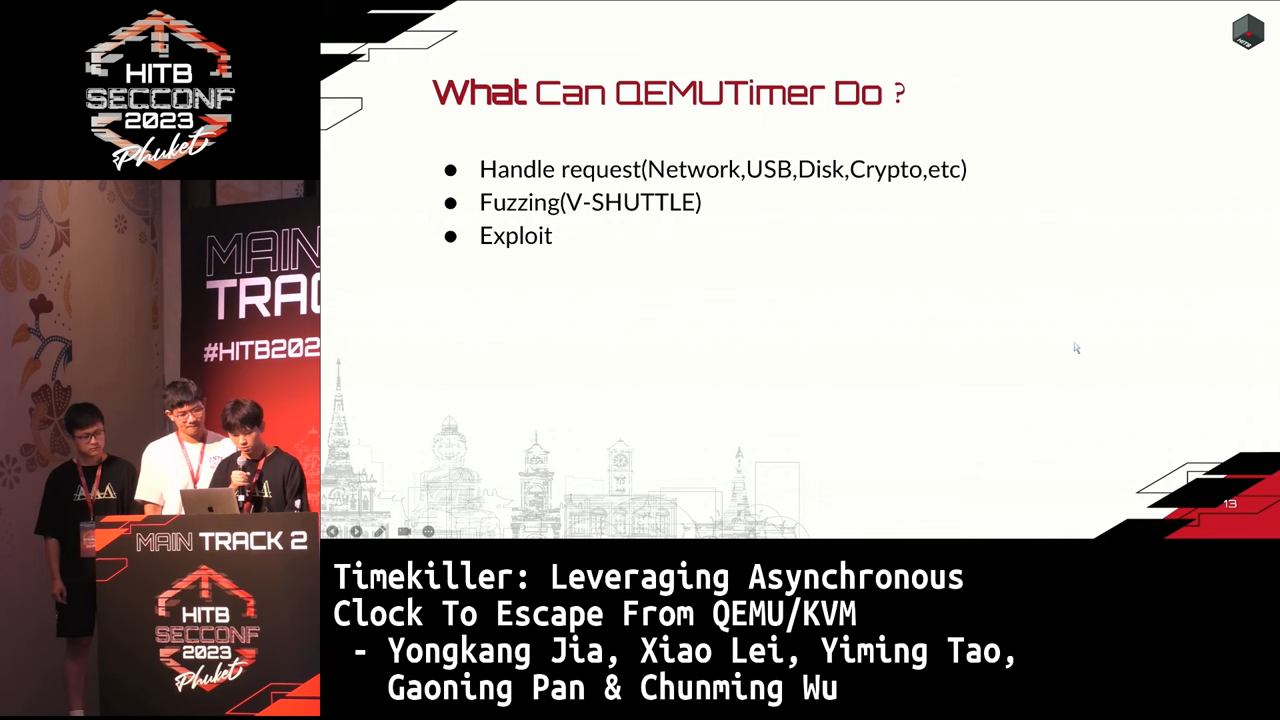 HITB
SECCONF
2023
Phuket
MAIN
TRAC
#HITB202
MAIN TRACK 2
HITB
SECCONF
2023
Phuket
HITB
What Can QEMUTimer Do ?
● Handle request(Network,USB,Disk,Crypto,etc)
● Fuzzing(V-SHUTTLE)
● Exploit
13
Timekiller: Leveraging Asynchronous
Clock To Escape From QEMU/KVM
- Yongkang Jia, Xiao Lei, Yiming Tao,
Gaoning Pan & Chunming Wu